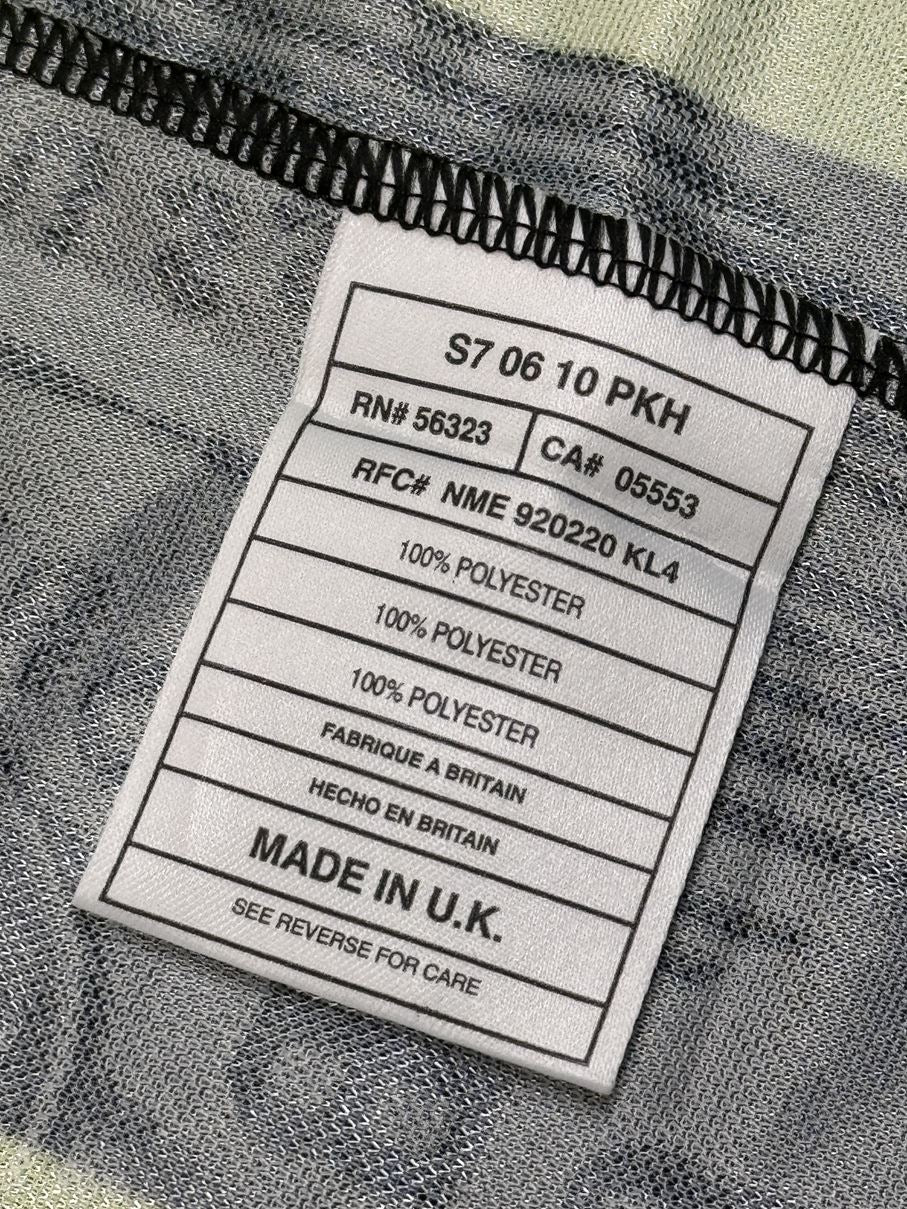 S7 06 10 PKH
RN# 56323
CA# 05553
RFC# NME 920220 KL4
100% POLYESTER
100% POLYESTER
100% POLYESTER
FABRIQUE A BRITAIN
HECHO EN BRITAIN
MADE IN U.K.
SEE REVERSE FOR CARE